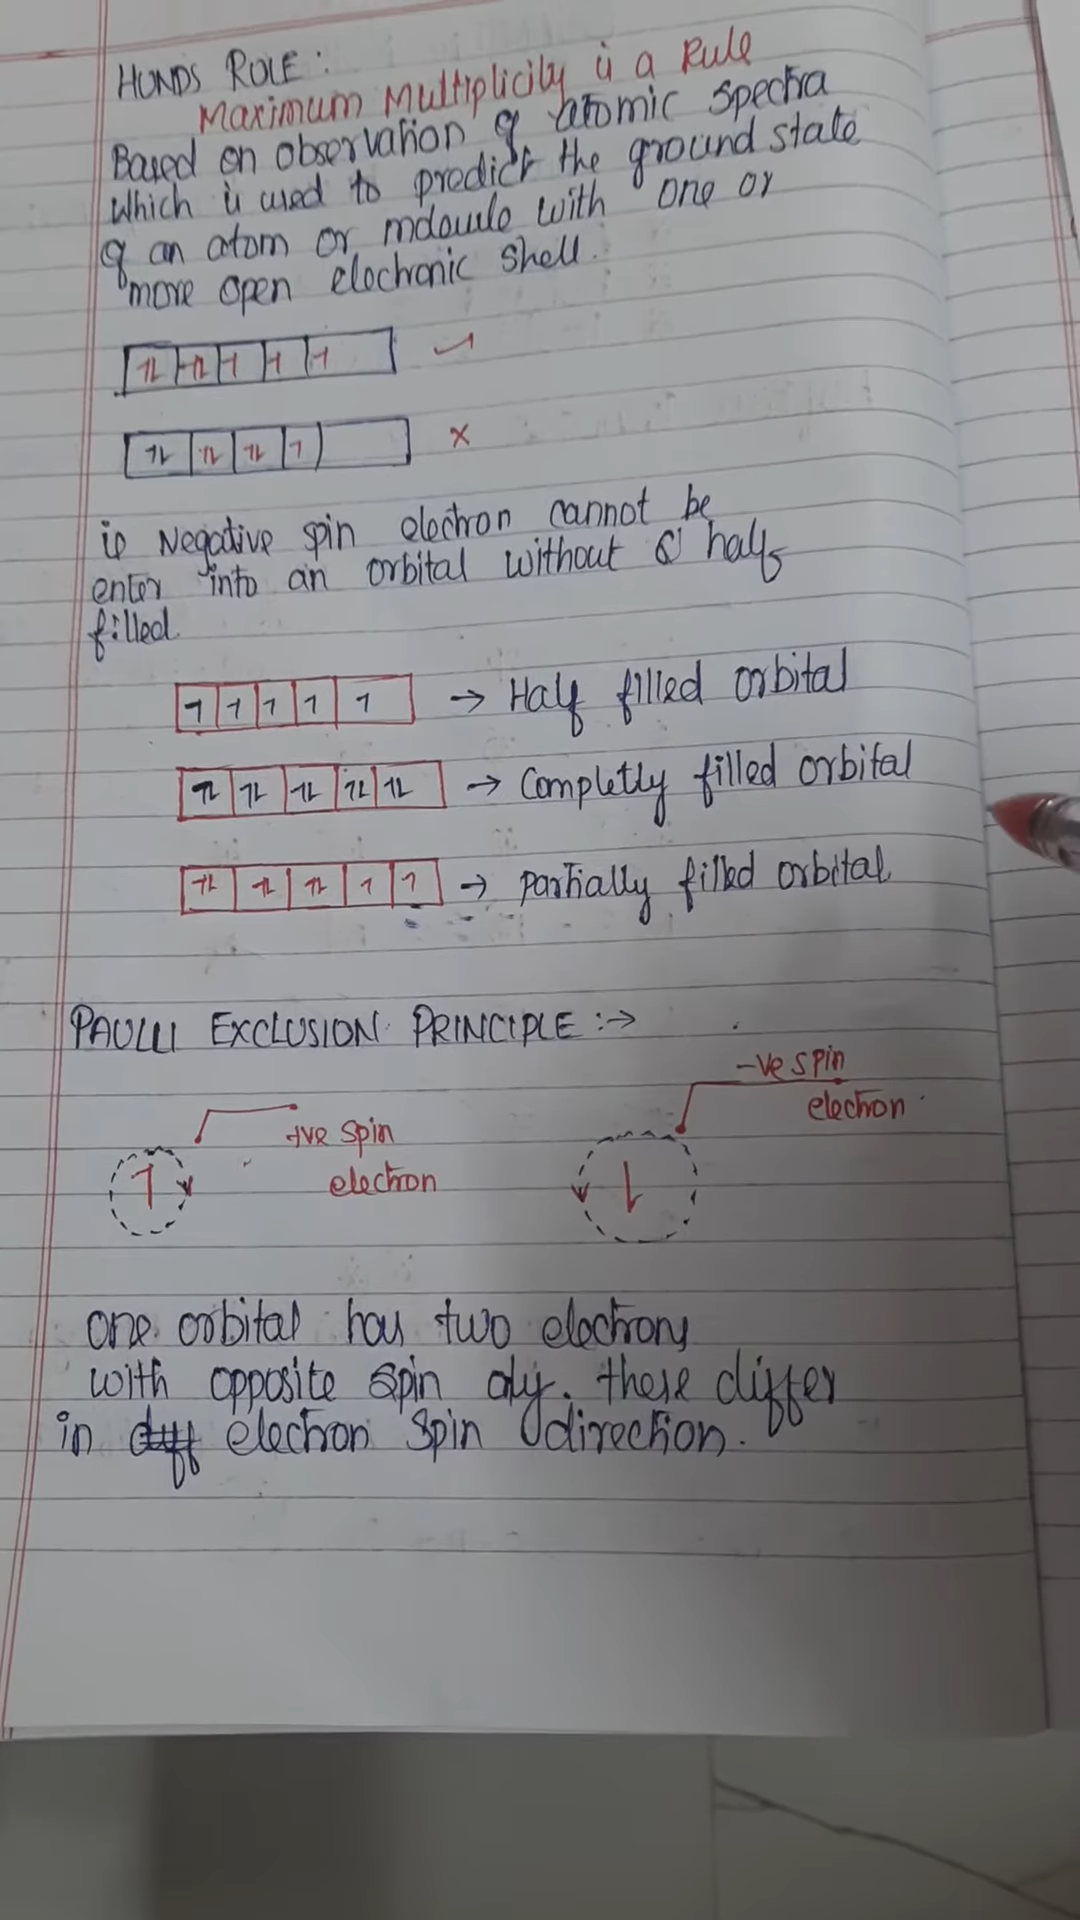 HUNDS RULE :
Maximum Multiplicity is a Rule
Based on observation of atomic spectra
which is used to predict the ground state
of an atom or molecule with one or
more open electronic shell.
ie Negative spin electron cannot be
enter into an orbital without half
filled
→ Half filled orbital
→ Completly filled orbital
→ partially filled orbital
PAULLI EXCLUSION PRINCIPLE :→
-ve spin
electron
+ve spin
electron
one orbital has two electrons
with opposite spin oly. these differ
in electron spin direction.